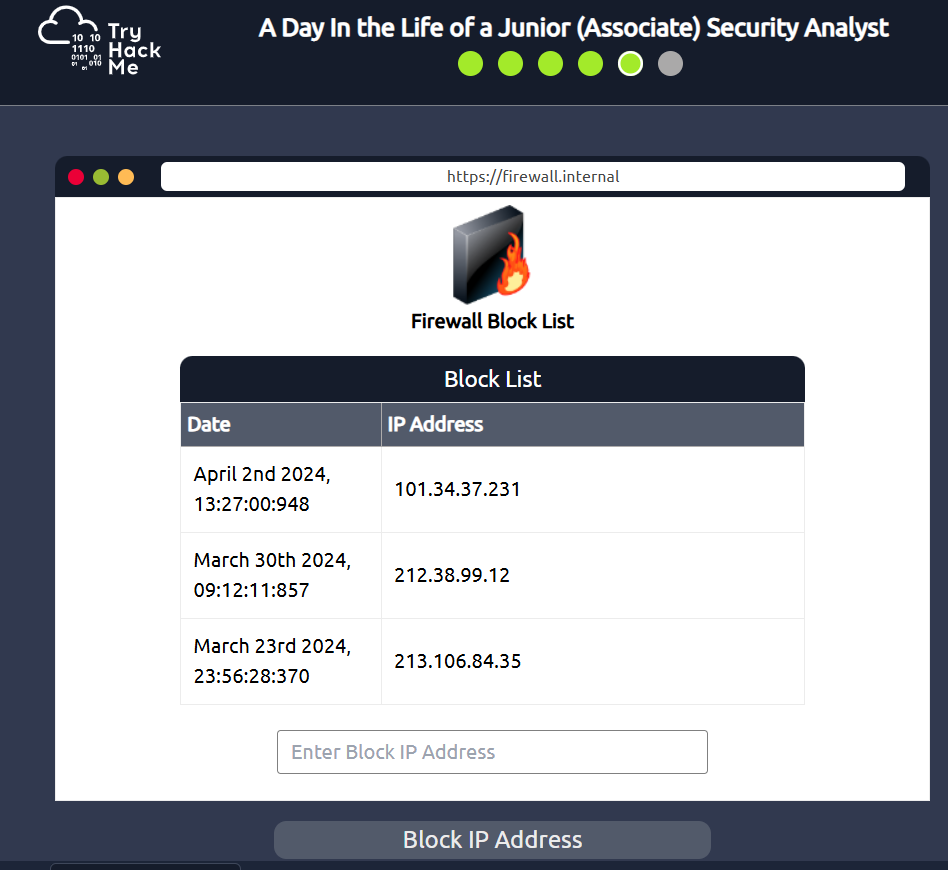 A Day In the Life of a Junior (Associate) Security Analyst
10 10
1110
0101 01
01 010
01
Try
Hack
Me
https://firewall.internal
Firewall Block List
Block List
Date IP Address
April 2nd 2024,
13:27:00:948
101.34.37.231
March 30th 2024,
09:12:11:857
212.38.99.12
March 23rd 2024,
23:56:28:370
213.106.84.35
Enter Block IP Address
Block IP Address